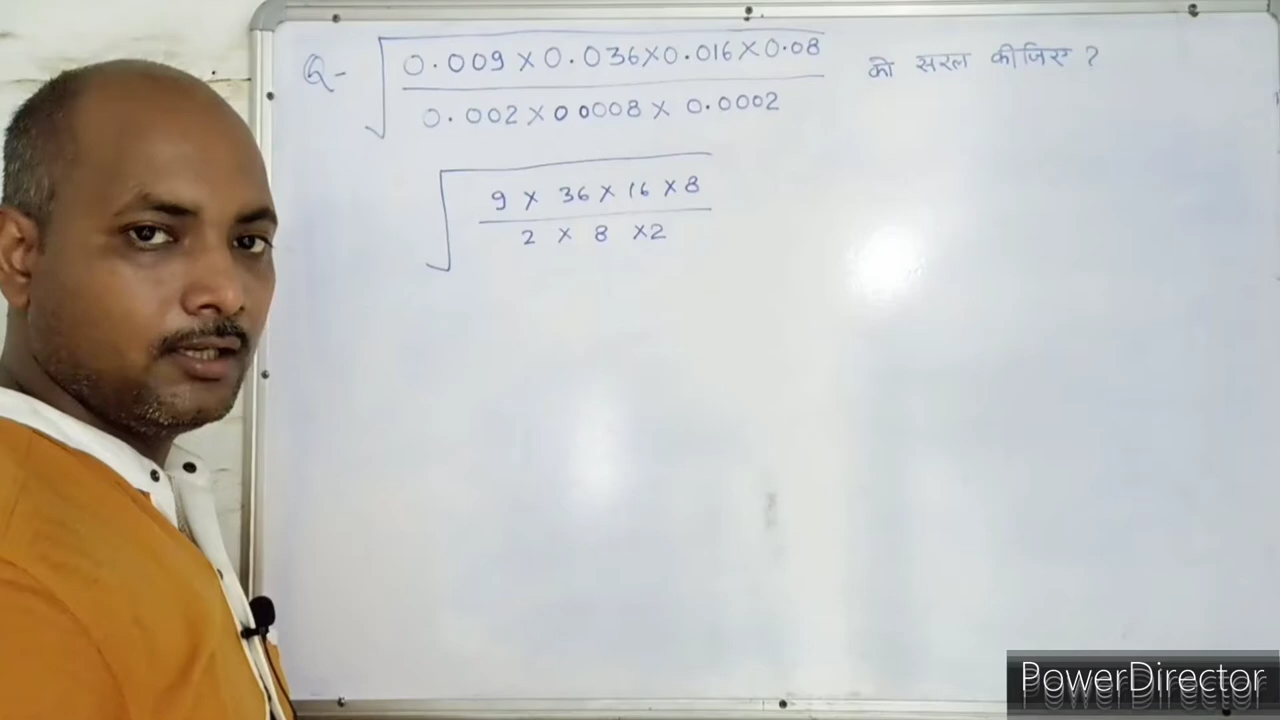 Q- √ 0.009 × 0.036 × 0.016 × 0.08 को सरल कीजिए ?
0.002 × 0 0008 × 0.0002
√ 9 × 36 × 16 × 8
2 × 8 × 2
PowerDirector